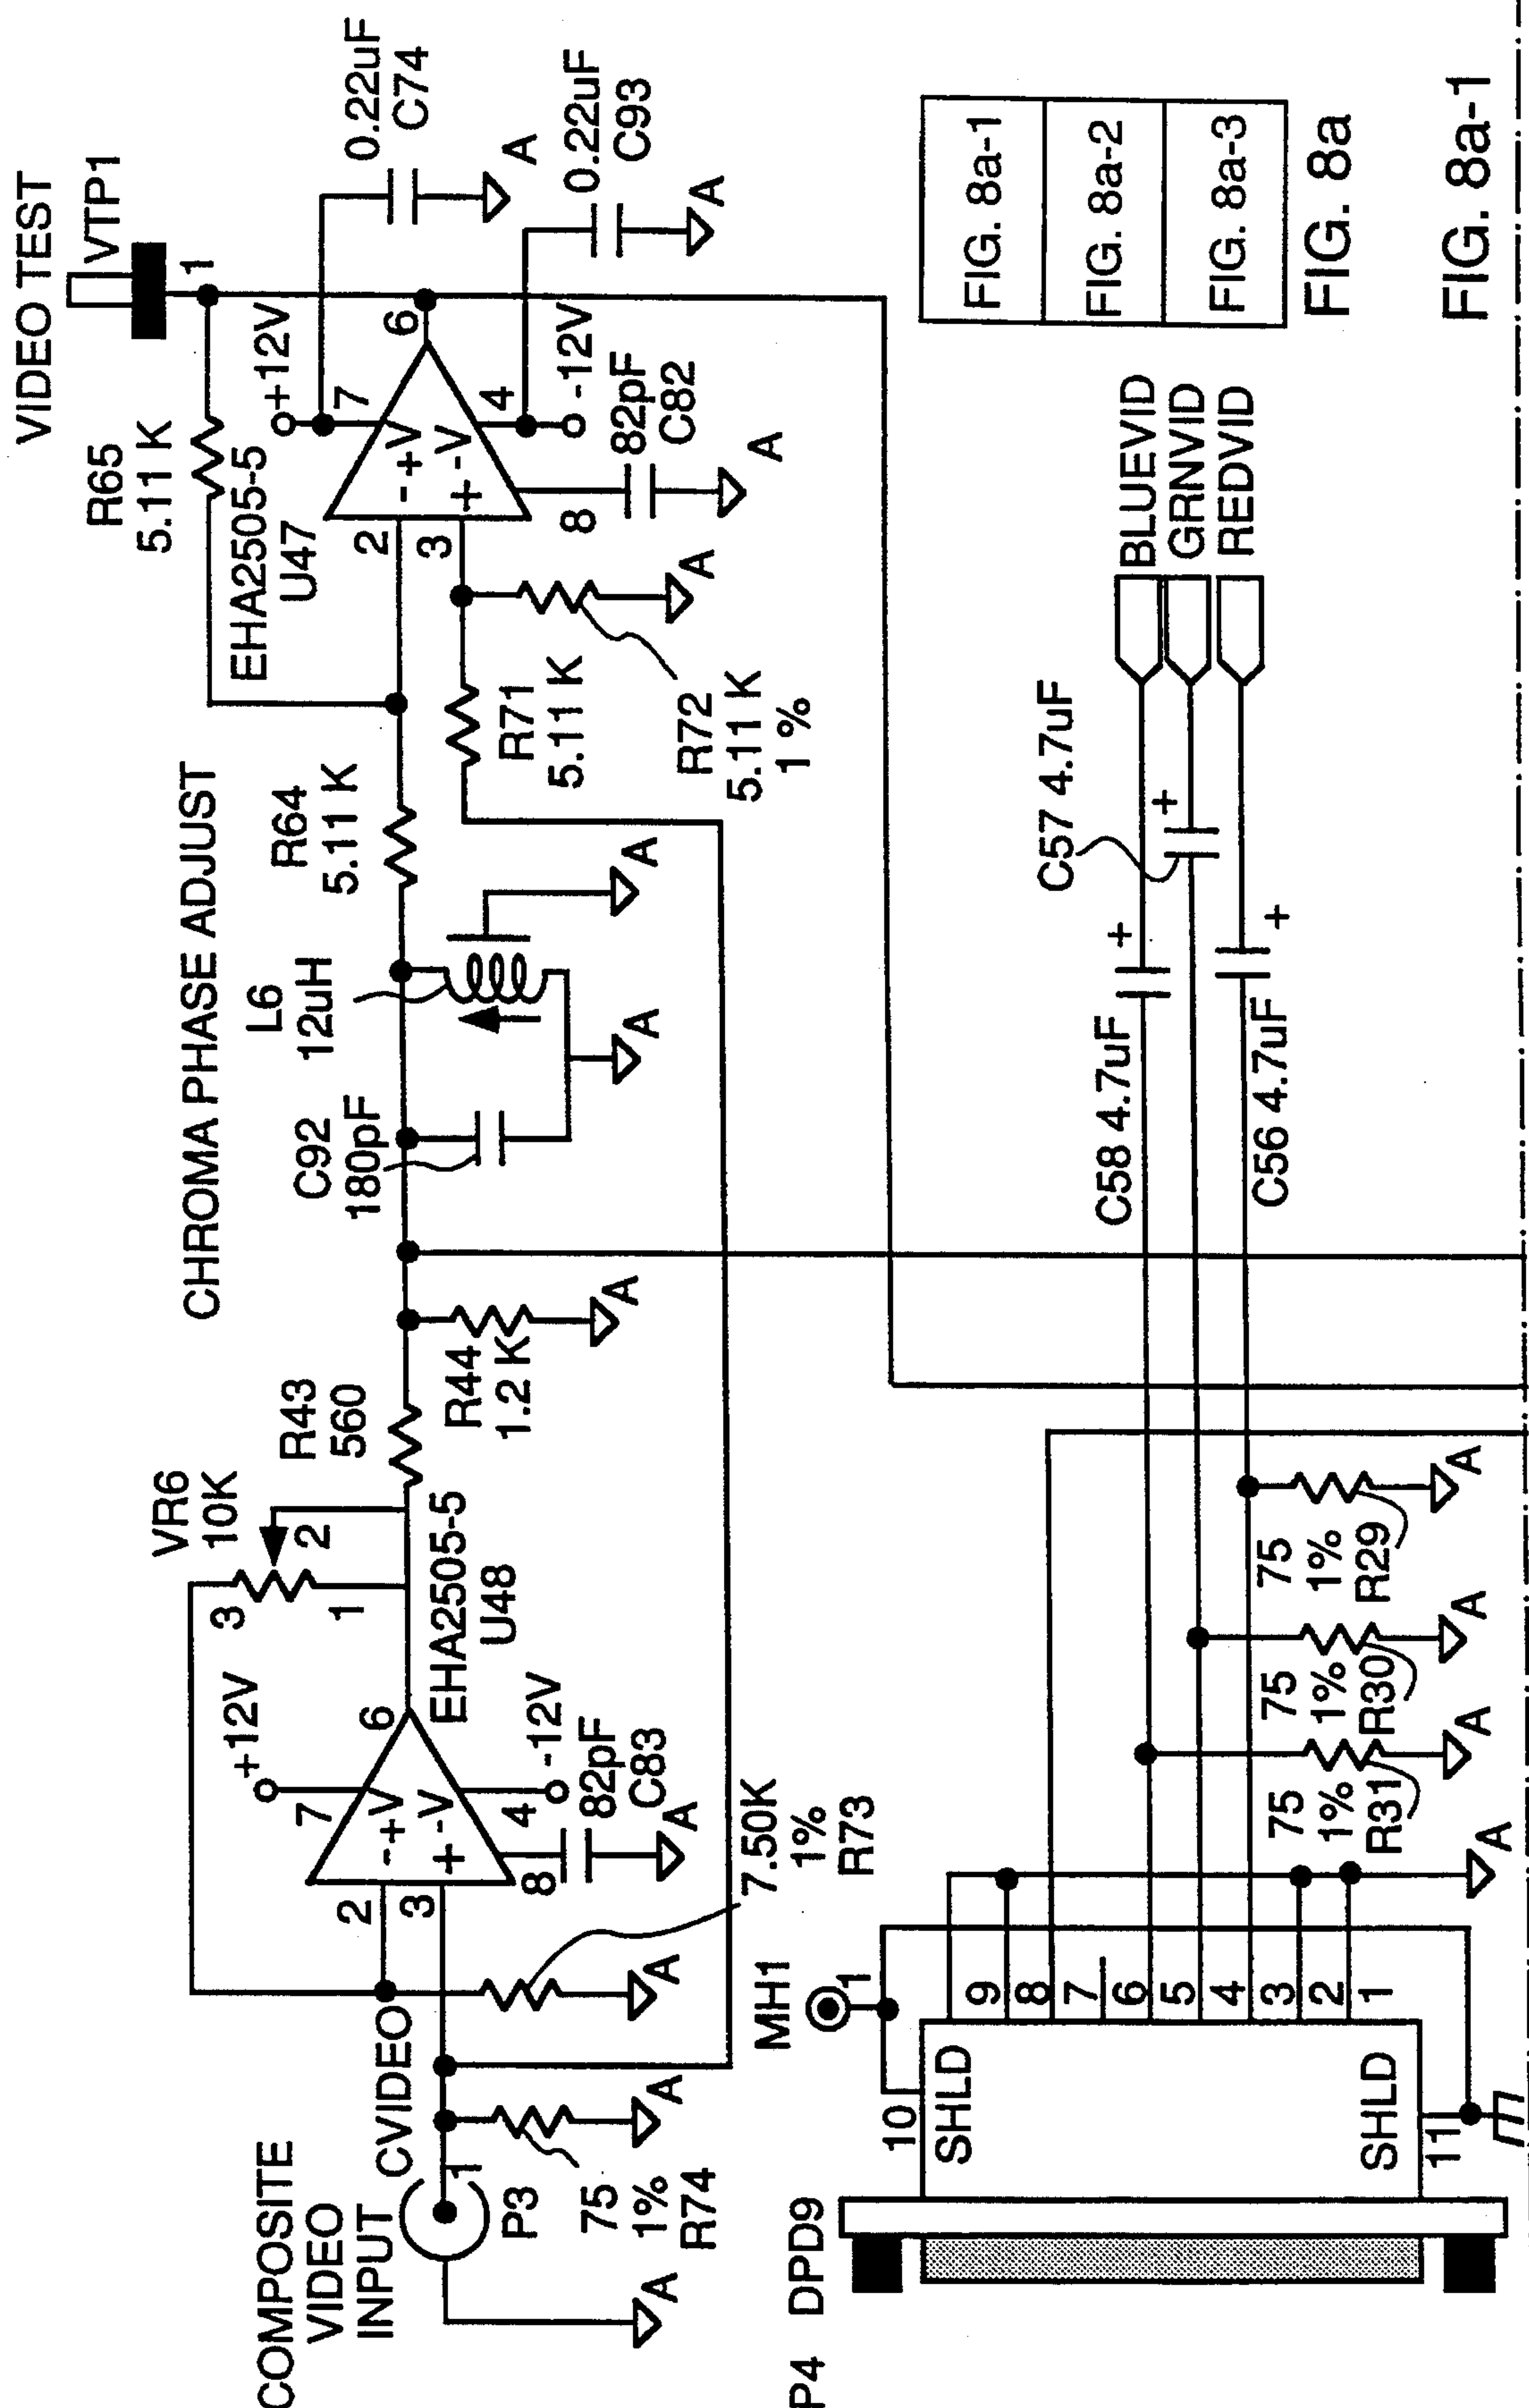 VIDEO TEST
VTP1
1
R65
5.11 K
EHA2505-5
U47
+12V
0.22uF
C74
A
7
2
3
6
4
8
- +V
+ -V
-12V
0.22uF
C93
A
82pF
C82
A
CHROMA PHASE ADJUST
R64
5.11 K
R71
5.11 K
R72
5.11 K
1 %
A
L6
12uH
A
A
C92
180pF
R43
560
R44
1.2 K
A
VR6
10K
3
2
1
EHA2505-5
U48
+12V
7
6
2
3
- +V
+ -V
4
8
-12V
82pF
C83
A
7.50K
1%
R73
A
COMPOSITE
VIDEO
INPUT
CVIDEO
1
P3
75
1%
R74
A
A
P4 DPD9
MH1
1
10
SHLD
SHLD
11
9
8
7
6
5
4
3
2
1
A
75
1%
R31
A
75
1%
R30
A
75
1%
R29
A
C58 4.7uF
+
C57 4.7uF
+
C56 4.7uF
+
BLUEVID
GRNVID
REDVID
FIG. 8a-1
FIG. 8a-2
FIG. 8a-3
FIG. 8a
FIG. 8a-1